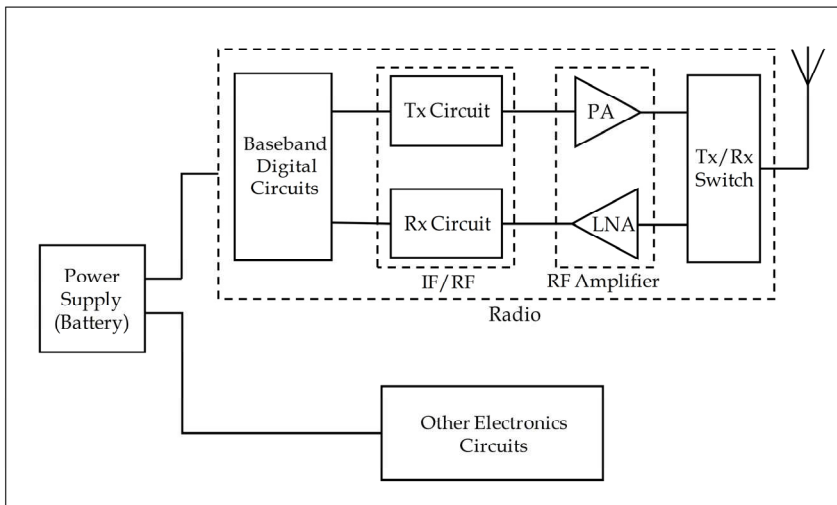 Baseband
Digital
Circuits
Tx Circuit
PA
Tx/Rx
Switch
Rx Circuit
LNA
IF/RF
RF Amplifier
Radio
Power
Supply
(Battery)
Other Electronics
Circuits